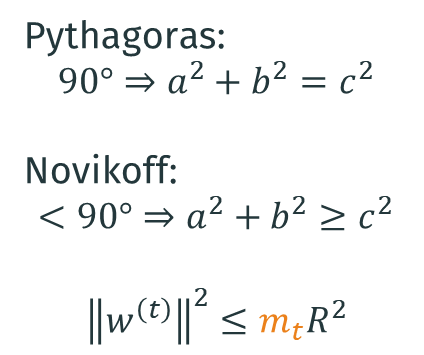 Pythagoras:
90° ⇒ a² + b² = c²
Novikoff:
< 90° ⇒ a² + b² ≥ c²
‖w⁽ᵗ⁾‖² ≤ mₜR²